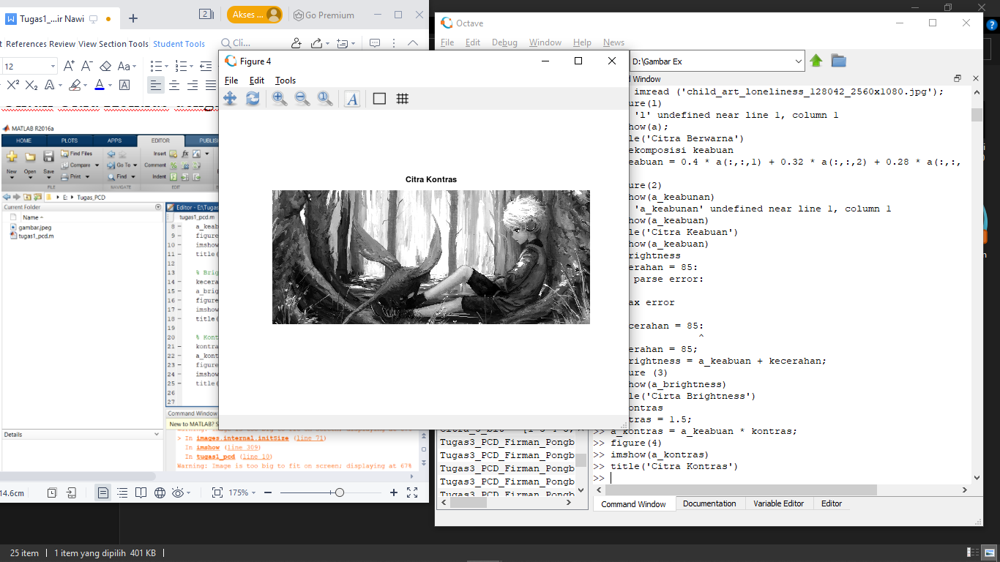 Tugas1_...ir Nawi
2
Akses ...
Go Premium
References Review View Section Tools Student Tools
Cli...
12
Aa
MATLAB R2016a
HOME PLOTS APPS EDITOR PUBLIS
New Open Save
Find Files
Compare
Print
Insert
Comment
Indent
Go To
Find
FILE NAVIGATE EDIT
E: Tugas_PCD
Current Folder
Name
gambar.jpeg
tugas1_pcd.m
Editor - E:\Tugas
tugas1_pcd.m
8 - a_keab
9 - figure
10 - imshow
11 - title(
12
13 % Brig
14 - kecera
15 - a_brig
16 - figure
17 - imshow
18 - title(
19
20 % Kont
21 - kontra
22 - a_kont
23 - figure
24 - imshow
25 - title(
26
27
Details
Command Window
New to MATLAB? S
> In images.internal.initSize (line 71)
In imshow (line 309)
In tugas1_pcd (line 10)
Warning: Image is too big to fit on screen; displaying at 67%
14.6cm
175%
25 item 1 item yang dipilih 401 KB
Figure 4
File Edit Tools
A
Citra Kontras
Octave
File Edit Debug Window Help News
D:\Gambar Ex
d Window
imread ('child_art_loneliness_128042_2560x1080.jpg');
ure(l)
'l' undefined near line 1, column 1
how(a);
le('Citra Berwarna')
ekomposisi keabuan
eabuan = 0.4 * a(:,:,1) + 0.32 * a(:,:,2) + 0.28 * a(:,:,
ure(2)
how(a_keabunan)
'a_keabunan' undefined near line 1, column 1
how(a_keabuan)
le('Citra Keabuan')
how(a_keabuan)
rightness
erahan = 85:
parse error:
ax error
cerahan = 85:
^
erahan = 85;
rightness = a_keabuan + kecerahan;
ure (3)
how(a_brightness)
le('Cirta Brightness')
ontras
tras = 1.5;
>> a_kontras = a_keabuan * kontras;
>> figure(4)
>> imshow(a_kontras)
>> title('Citra Kontras')
>>
Tugas3_PCD_Firman_Pongb
Tugas3_PCD_Firman_Pongb
Tugas3_PCD_Firman_Pongb
Tugas3_PCD_Firman_Pongb
Tugas3_PCD_Firman_Pongb
Command Window Documentation Variable Editor Editor